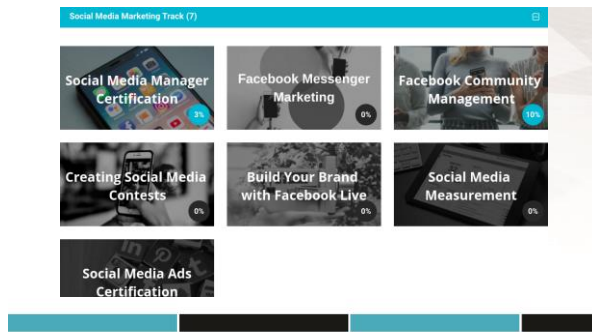 Social Media Marketing Track (7)
Social Media Manager
Certification
3%
Facebook Messenger
Marketing
0%
Facebook Community
Management
10%
Creating Social Media
Contests
0%
Build Your Brand
with Facebook Live
0%
Social Media
Measurement
0%
Social Media Ads
Certification